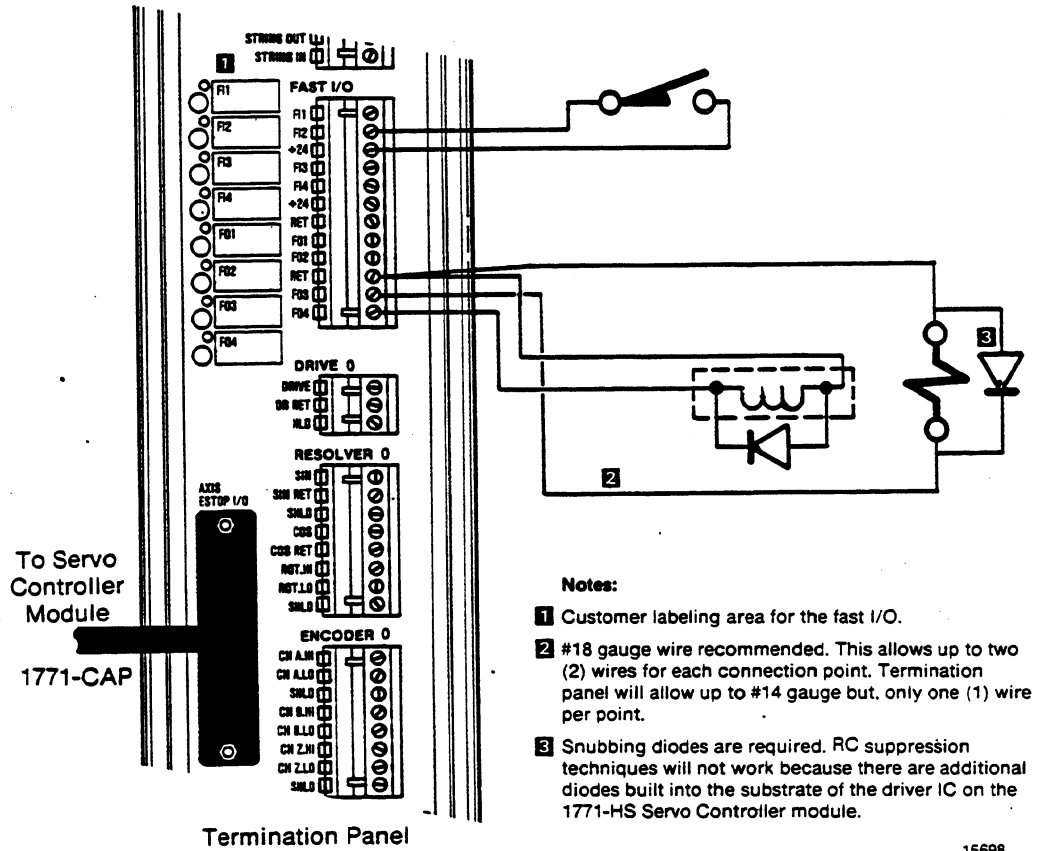 STRING OUT
STRING IN
1
FAST I/O
FI1
FI2
FI3
FI4
FO1
FO2
FO3
FO4
FI1
FI2
+24
FI3
FI4
+24
RET
FO1
FO2
RET
FO3
FO4
DRIVE 0
DRIVE
DR RET
RESOLVER 0
SIN
SIN RET
SHLD
COS
COS RET
ROT.HI
ROT.LO
SHLD
ENCODER 0
CH A.HI
CH A.LO
SHLD
CH B.HI
CH B.LO
CH Z.HI
CH Z.LO
SHLD
AXIS
ESTOP I/O
To Servo
Controller
Module
1771-CAP
Termination Panel
3
2
Notes:
1 Customer labeling area for the fast I/O.
2 #18 gauge wire recommended. This allows up to two
(2) wires for each connection point. Termination
panel will allow up to #14 gauge but, only one (1) wire
per point.
3 Snubbing diodes are required. RC suppression
techniques will not work because there are additional
diodes built into the substrate of the driver IC on the
1771-HS Servo Controller module.
15698